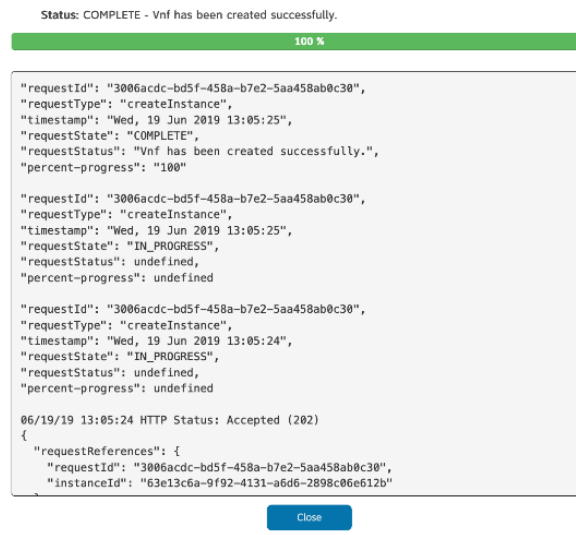 Status: COMPLETE - Vnf has been created successfully.
100 %
"requestId": "3006acdc-bd5f-458a-b7e2-5aa458ab0c30",
"requestType": "createInstance",
"timestamp": "Wed, 19 Jun 2019 13:05:25",
"requestState": "COMPLETE",
"requestStatus": "Vnf has been created successfully.",
"percent-progress": "100"
"requestId": "3006acdc-bd5f-458a-b7e2-5aa458ab0c30",
"requestType": "createInstance",
"timestamp": "Wed, 19 Jun 2019 13:05:25",
"requestState": "IN_PROGRESS",
"requestStatus": undefined,
"percent-progress": undefined
"requestId": "3006acdc-bd5f-458a-b7e2-5aa458ab0c30",
"requestType": "createInstance",
"timestamp": "Wed, 19 Jun 2019 13:05:24",
"requestState": "IN_PROGRESS",
"requestStatus": undefined,
"percent-progress": undefined
06/19/19 13:05:24 HTTP Status: Accepted (202)
{
"requestReferences": {
"requestId": "3006acdc-bd5f-458a-b7e2-5aa458ab0c30",
"instanceId": "63e13c6a-9f92-4131-a6d6-2898c06e612b"
Close